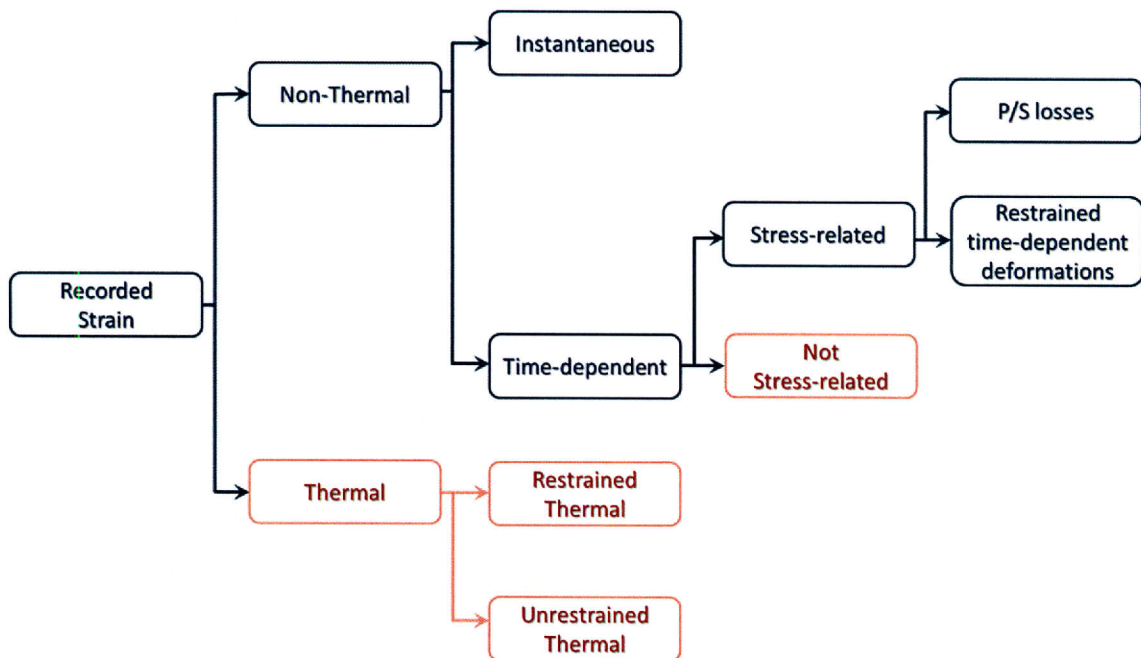 Instantaneous
Non-Thermal
P/S losses
Stress-related
Restrained
time-dependent
deformations
Recorded
Strain
Time-dependent
Not
Stress-related
Thermal
Restrained
Thermal
Unrestrained
Thermal